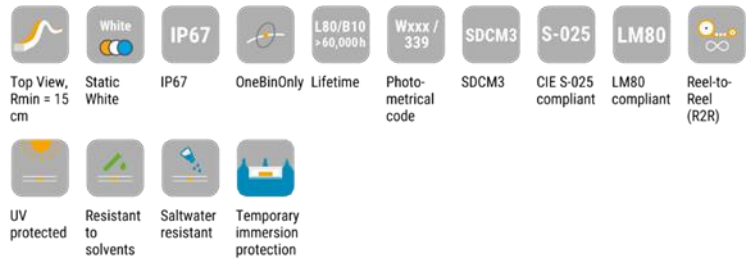 White
IP67
L80/B10
>60,000h
Wxxx /
339
SDCM3
S-025
LM80
Top View,
Rmin = 15
cm
Static
White
IP67
OneBinOnly
Lifetime
Photo-
metrical
code
SDCM3
CIE S-025
compliant
LM80
compliant
Reel-to-
Reel
(R2R)
UV
protected
Resistant
to
solvents
Saltwater
resistant
Temporary
immersion
protection